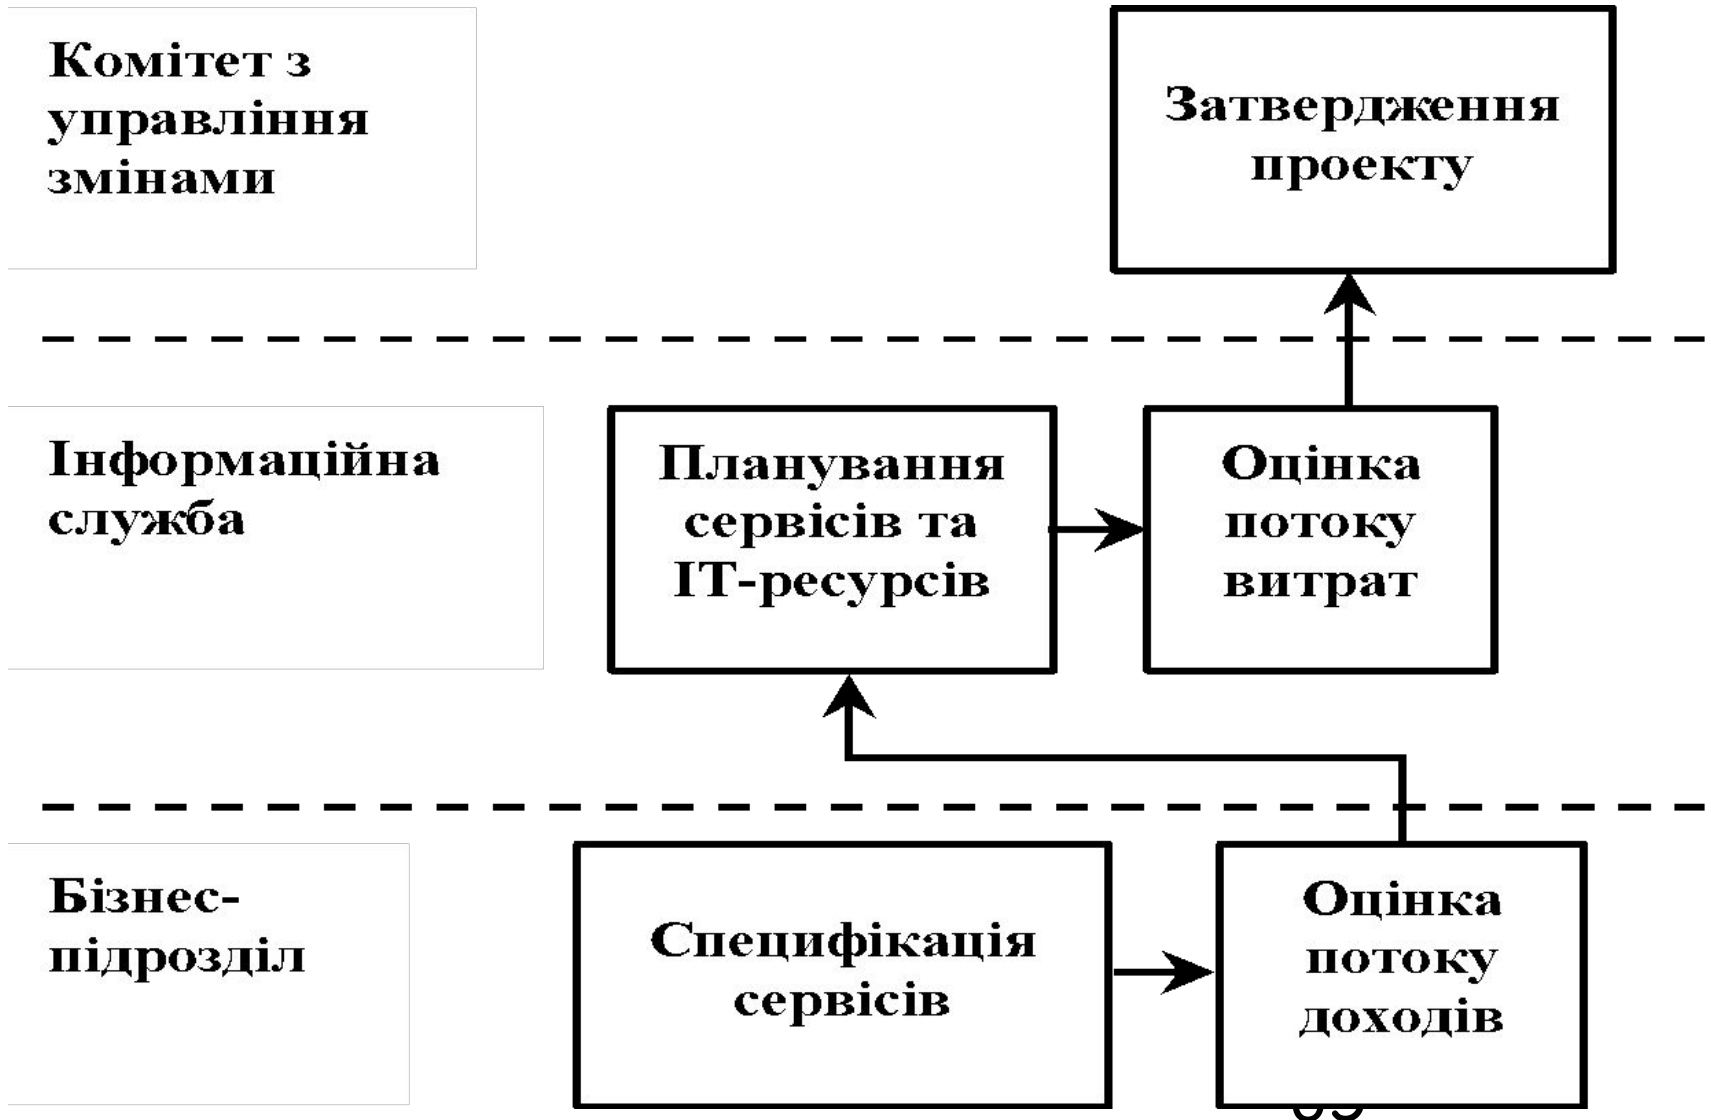 Комітет з
управління
змінами
Затвердження
проекту
Інформаційна
служба
Планування
сервісів та
ІТ-ресурсів
Оцінка
потоку
витрат
Бізнес-
підрозділ
Специфікація
сервісів
Оцінка
потоку
доходів